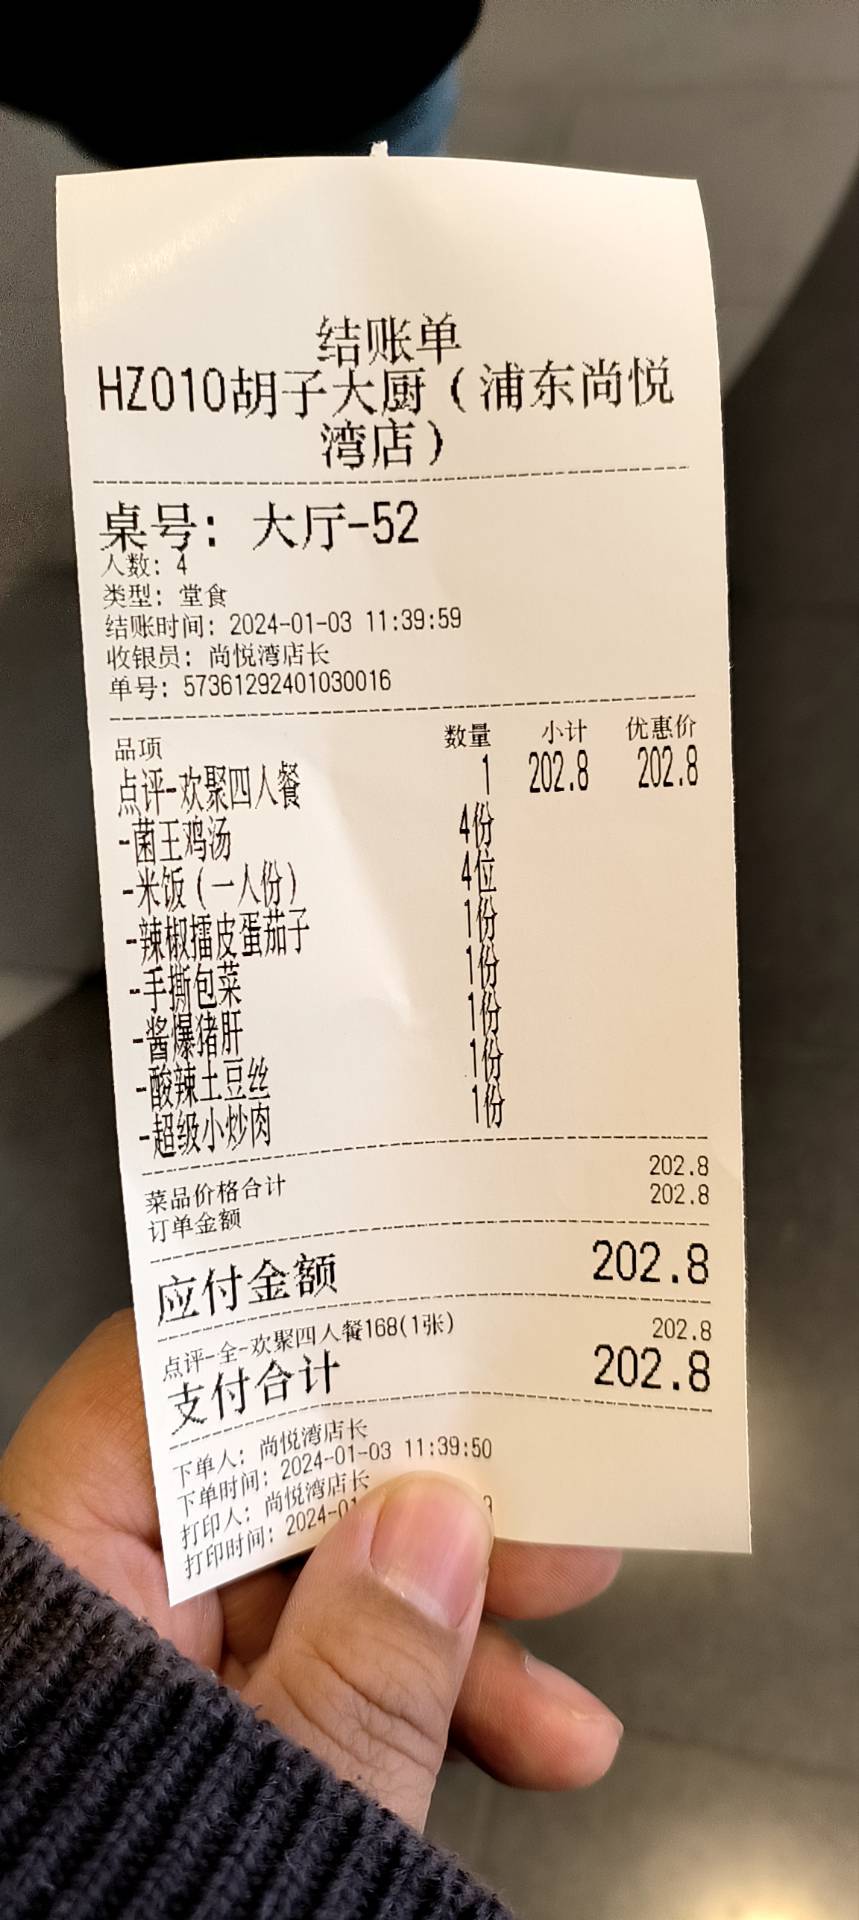 结账单
HZ010胡子大厨（浦东尚悦
湾店）
桌号：大厅-52
人数：4
类型：堂食
结账时间：2024-01-03 11:39:59
收银员：尚悦湾店长
单号：57361292401030016
品项 数量 小计 优惠价
点评-欢聚四人餐 1 202.8 202.8
-菌王鸡汤 4份
-米饭（一人份） 4位
-辣椒擂皮蛋茄子 1份
-手撕包菜 1份
-酱爆猪肝 1份
-酸辣土豆丝 1份
-超级小炒肉 1份
菜品价格合计 202.8
订单金额 202.8
应付金额 202.8
点评-全-欢聚四人餐168(1张) 202.8
支付合计 202.8
下单人：尚悦湾店长
下单时间：2024-01-03 11:39:50
打印人：尚悦湾店长
打印时间：2024-01